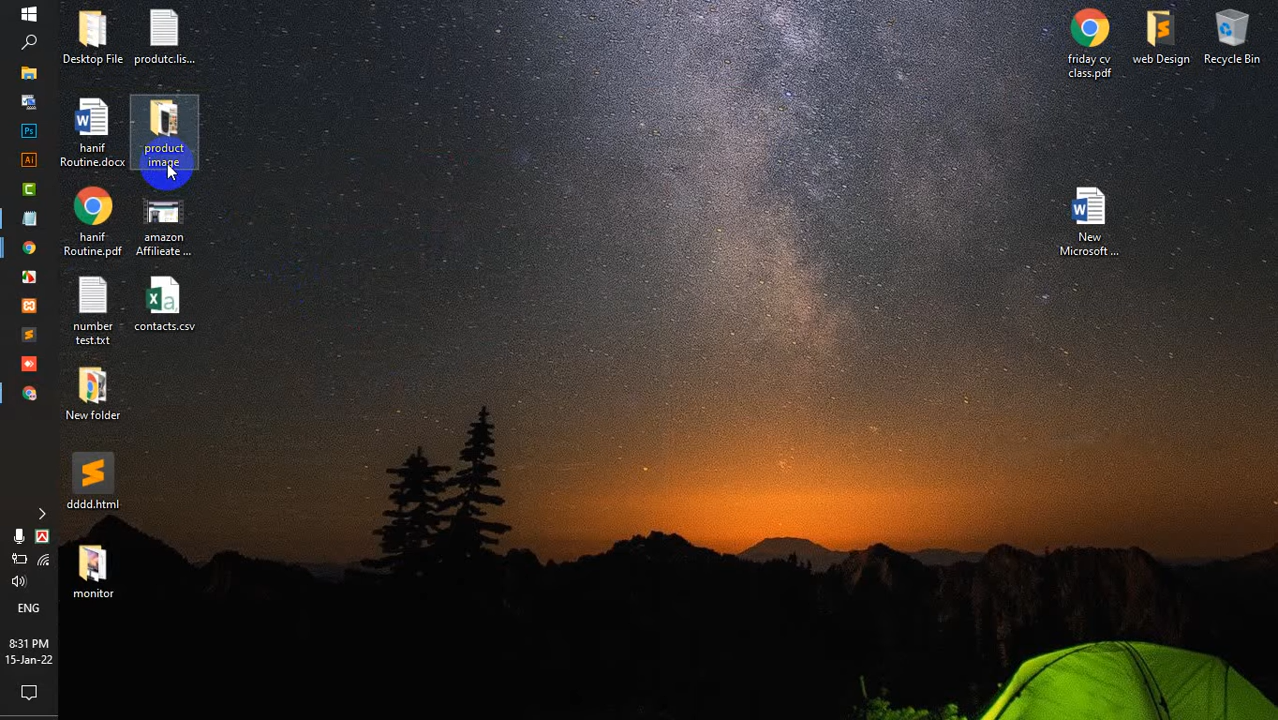 Desktop File
produtc.lis...
hanif
Routine.docx
product
image
hanif
Routine.pdf
amazon
Affilieate ...
number
test.txt
contacts.csv
New folder
dddd.html
monitor
friday cv
class.pdf
web Design
Recycle Bin
New
Microsoft ...
Ps
Ai
ENG
8:31 PM
15-Jan-22